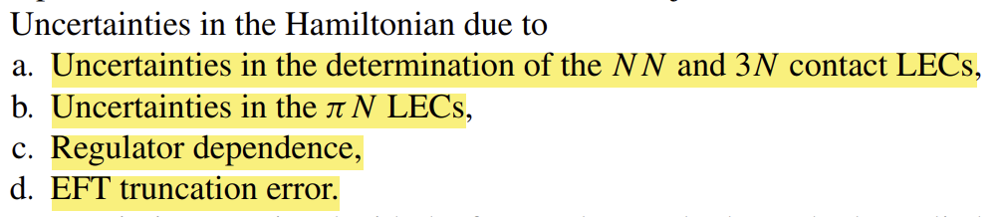 Uncertainties in the Hamiltonian due to
a. Uncertainties in the determination of the NN and 3N contact LECs,
b. Uncertainties in the π N LECs,
c. Regulator dependence,
d. EFT truncation error.